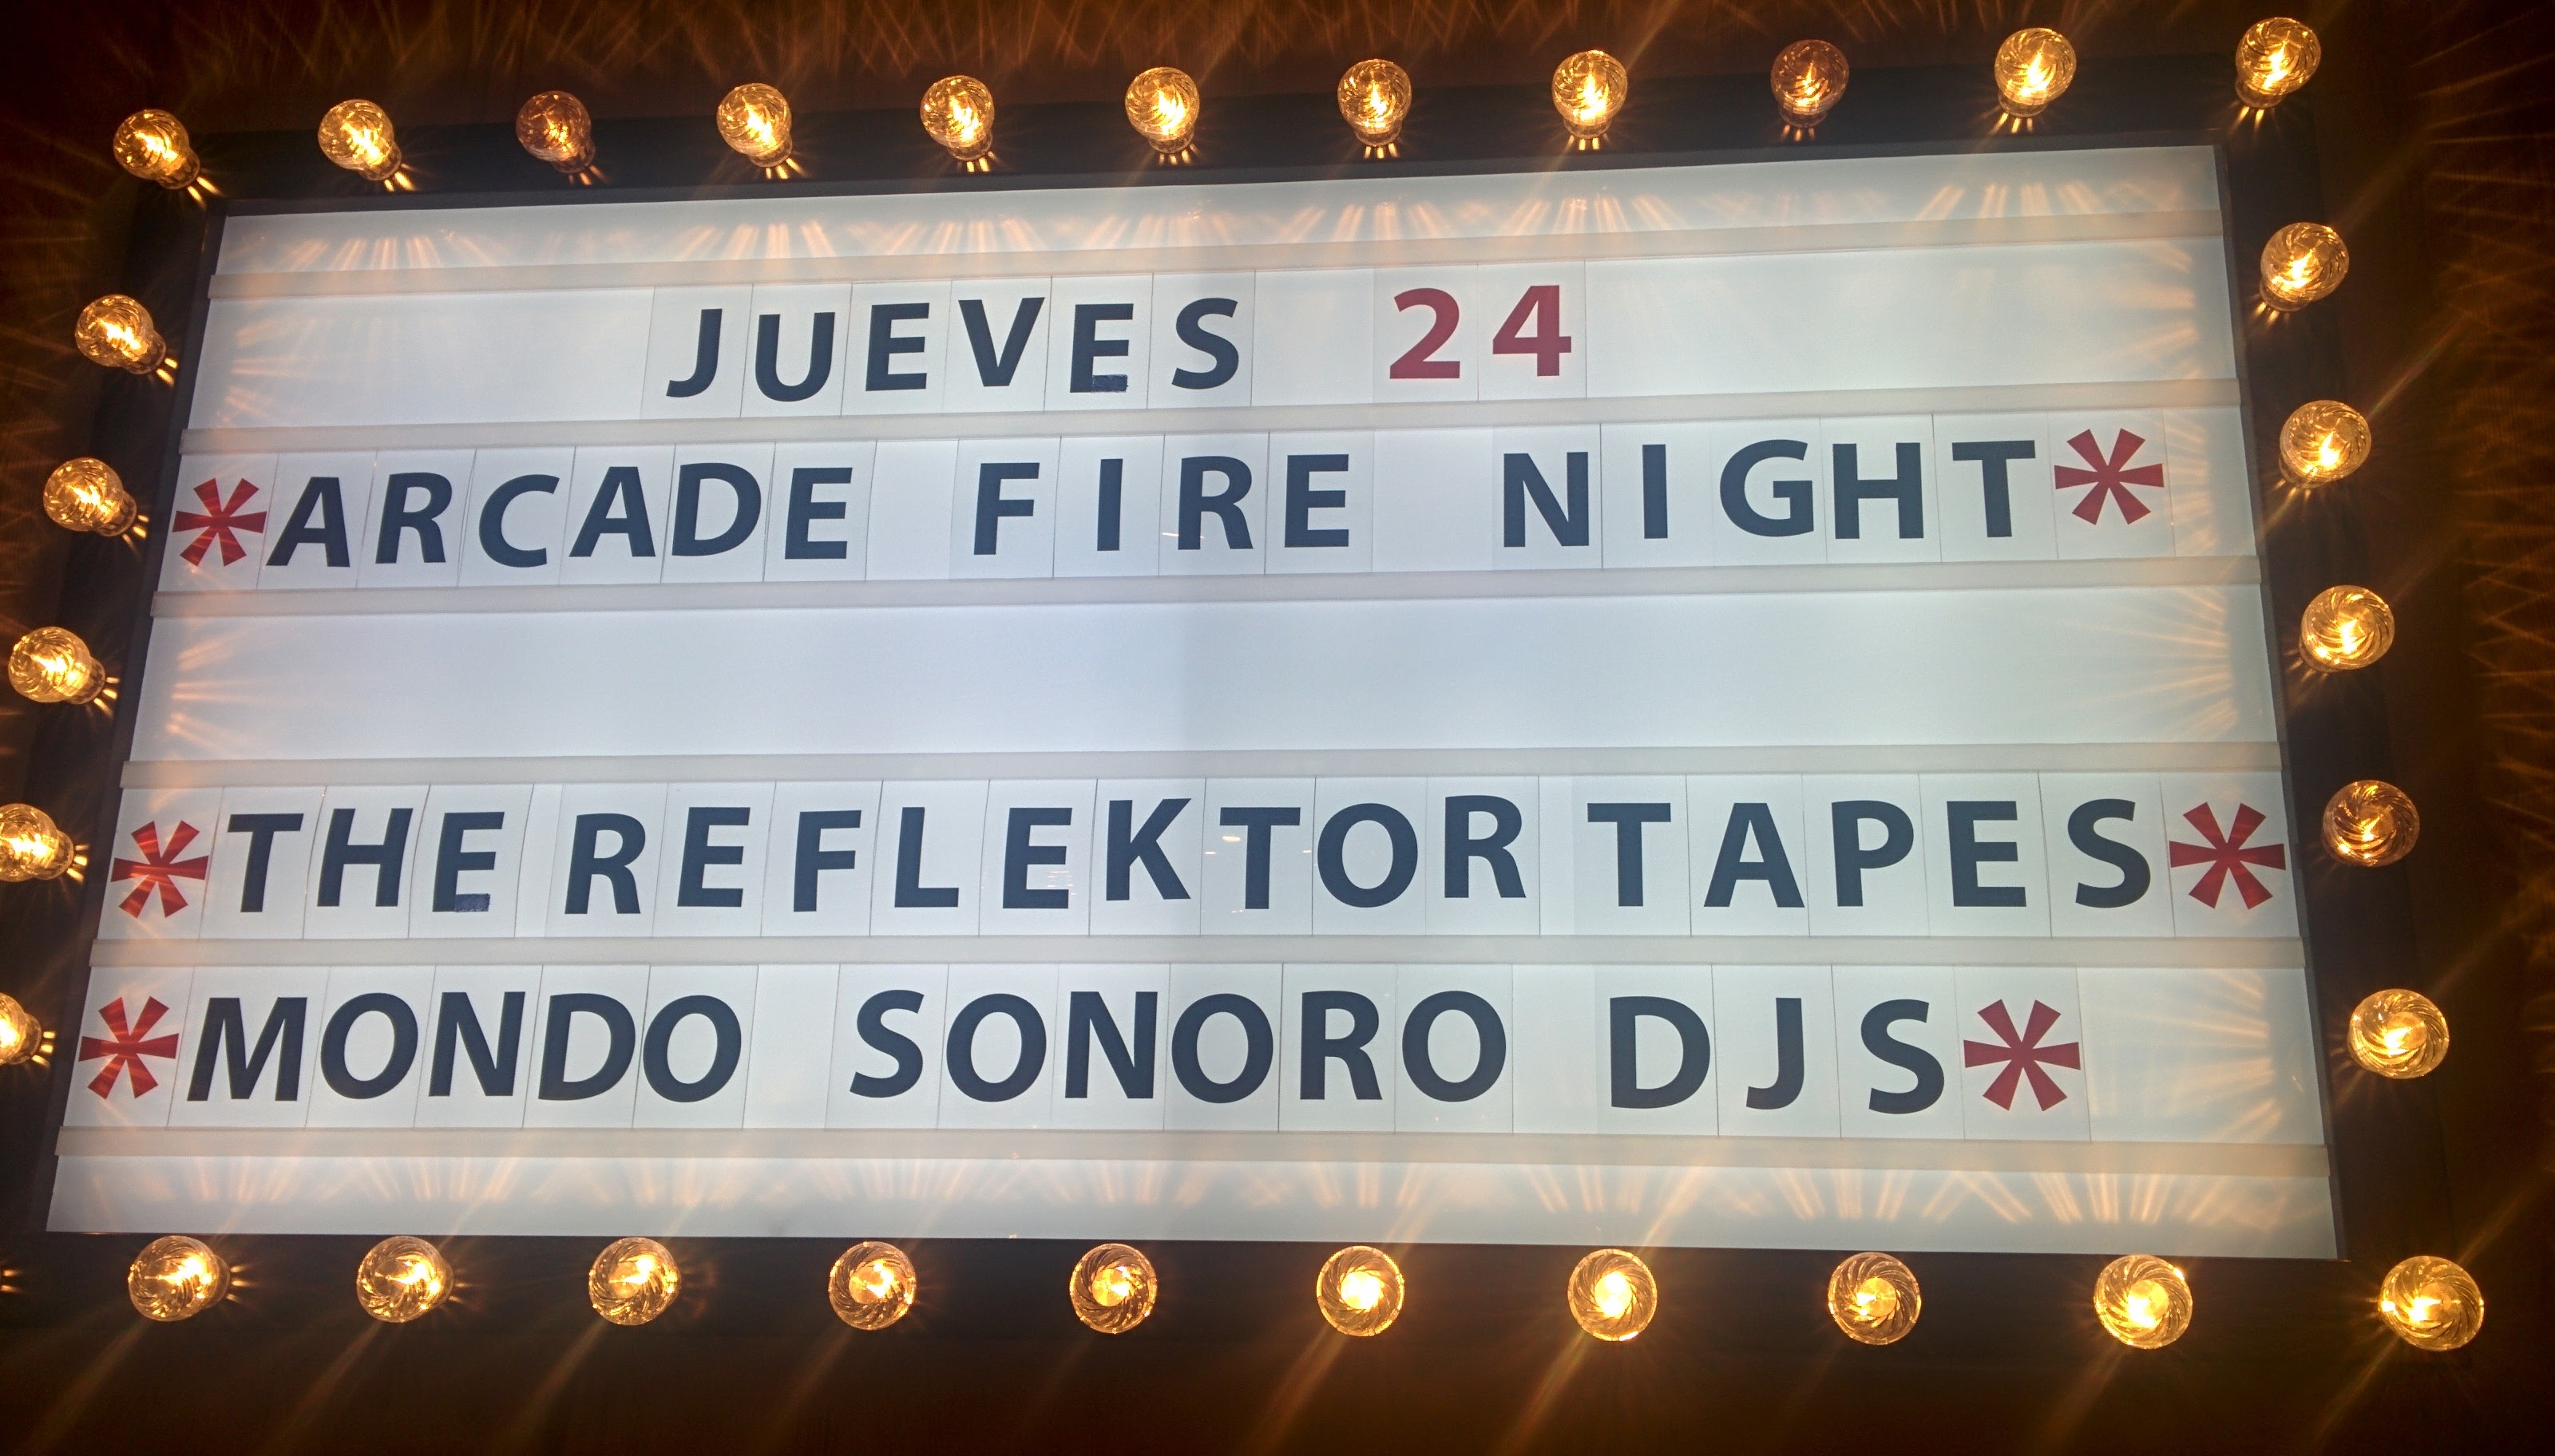 JUEVES 24
*ARCADE FIRE NIGHT*
*THE REFLEKTOR TAPES*
*MONDO SONORO DJS*